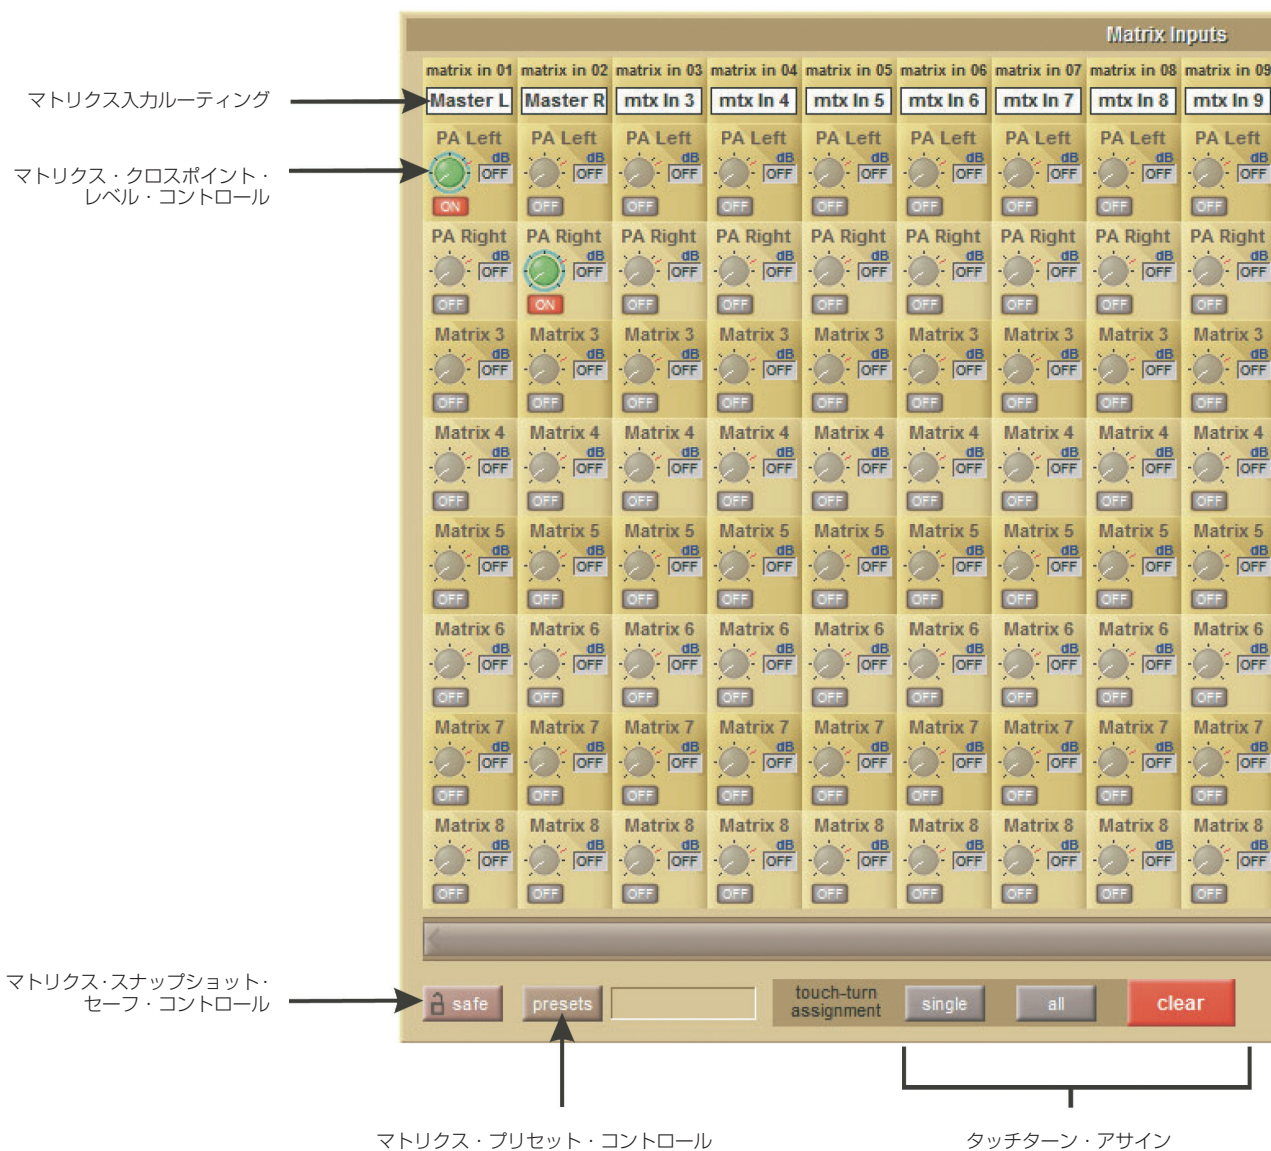 Matrix Inputs
matrix in 01 matrix in 02 matrix in 03 matrix in 04 matrix in 05 matrix in 06 matrix in 07 matrix in 08 matrix in 09
マトリクス入力ルーティング
Master L Master R mtx In 3 mtx In 4 mtx In 5 mtx In 6 mtx In 7 mtx In 8 mtx In 9
PA Left PA Left PA Left PA Left PA Left PA Left PA Left PA Left PA Left
dB dB dB dB dB dB dB dB dB
マトリクス・クロスポイント・
レベル・コントロール
OFF OFF OFF OFF OFF OFF OFF OFF OFF
ON OFF OFF OFF OFF OFF OFF OFF OFF
PA Right PA Right PA Right PA Right PA Right PA Right PA Right PA Right PA Right
dB dB dB dB dB dB dB dB dB
OFF OFF OFF OFF OFF OFF OFF OFF OFF
OFF ON OFF OFF OFF OFF OFF OFF OFF
Matrix 3 Matrix 3 Matrix 3 Matrix 3 Matrix 3 Matrix 3 Matrix 3 Matrix 3 Matrix 3
dB dB dB dB dB dB dB dB dB
OFF OFF OFF OFF OFF OFF OFF OFF OFF
OFF OFF OFF OFF OFF OFF OFF OFF OFF
Matrix 4 Matrix 4 Matrix 4 Matrix 4 Matrix 4 Matrix 4 Matrix 4 Matrix 4 Matrix 4
dB dB dB dB dB dB dB dB dB
OFF OFF OFF OFF OFF OFF OFF OFF OFF
OFF OFF OFF OFF OFF OFF OFF OFF OFF
Matrix 5 Matrix 5 Matrix 5 Matrix 5 Matrix 5 Matrix 5 Matrix 5 Matrix 5 Matrix 5
dB dB dB dB dB dB dB dB dB
OFF OFF OFF OFF OFF OFF OFF OFF OFF
OFF OFF OFF OFF OFF OFF OFF OFF OFF
Matrix 6 Matrix 6 Matrix 6 Matrix 6 Matrix 6 Matrix 6 Matrix 6 Matrix 6 Matrix 6
dB dB dB dB dB dB dB dB dB
OFF OFF OFF OFF OFF OFF OFF OFF OFF
OFF OFF OFF OFF OFF OFF OFF OFF OFF
Matrix 7 Matrix 7 Matrix 7 Matrix 7 Matrix 7 Matrix 7 Matrix 7 Matrix 7 Matrix 7
dB dB dB dB dB dB dB dB dB
OFF OFF OFF OFF OFF OFF OFF OFF OFF
OFF OFF OFF OFF OFF OFF OFF OFF OFF
Matrix 8 Matrix 8 Matrix 8 Matrix 8 Matrix 8 Matrix 8 Matrix 8 Matrix 8 Matrix 8
dB dB dB dB dB dB dB dB dB
OFF OFF OFF OFF OFF OFF OFF OFF OFF
OFF OFF OFF OFF OFF OFF OFF OFF OFF
マトリクス・スナップショット・
セーフ・コントロール
safe presets
touch-turn
assignment
single all clear
マトリクス・プリセット・コントロール
タッチターン・アサイン